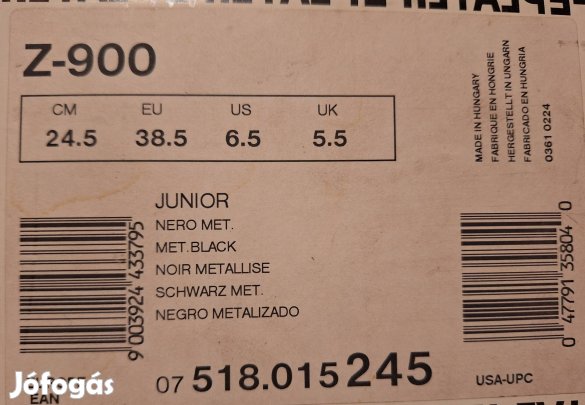 Z-900
CM EU US UK
24.5 38.5 6.5 5.5
MADE IN HUNGARY
FABRIQUE EN HONGRIE
HERGESTELLT IN UNGARN
FABRICADO EN HUNGRIA
0361 0224
JUNIOR
NERO MET.
MET.BLACK
NOIR METALLISE
SCHWARZ MET.
NEGRO METALIZADO
9 003924 433795
0 47791 35804 0
07 518.015 245
USA-UPC
EAN
Jófogás